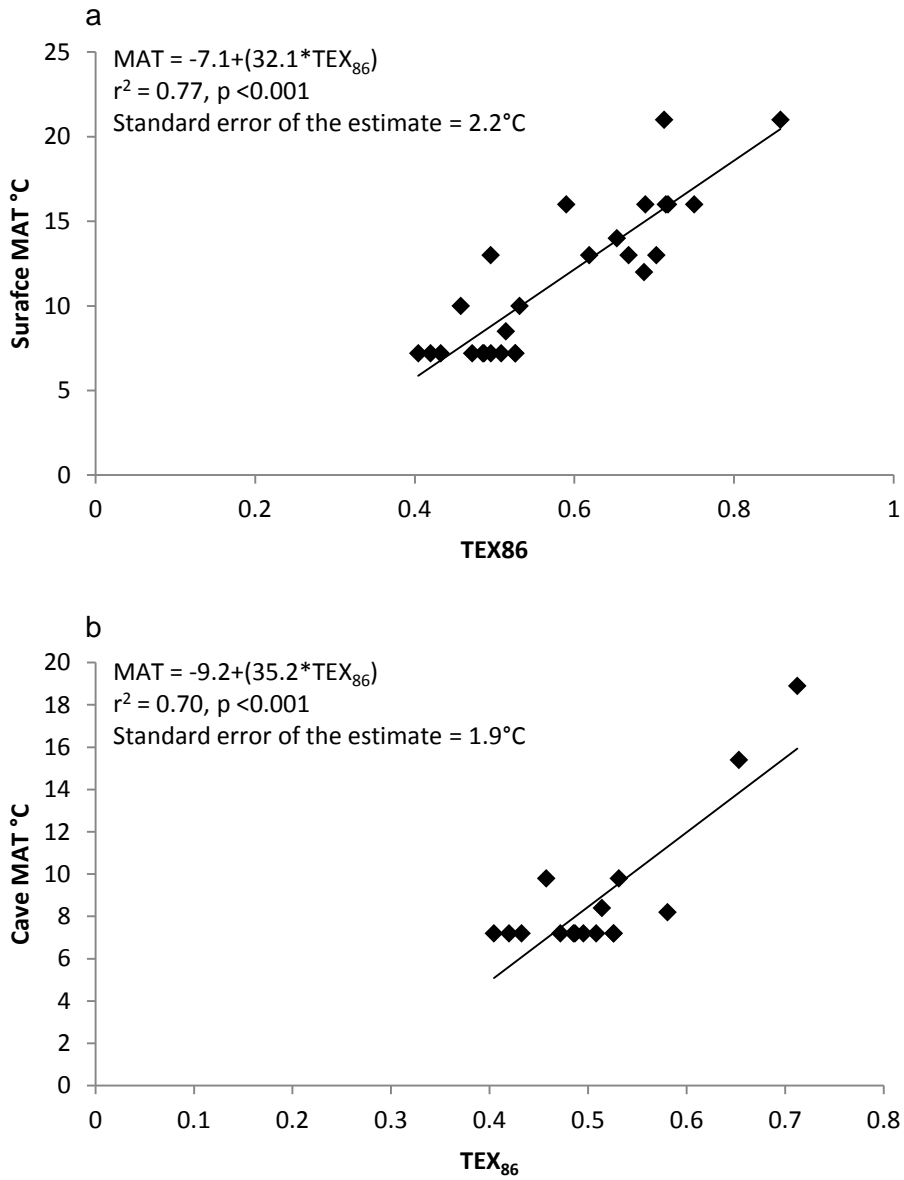 a
MAT = -7.1+(32.1*TEX₈₆)
r² = 0.77, p <0.001
Standard error of the estimate = 2.2°C
25
20
15
10
5
0
Surafce MAT °C
0 0.2 0.4 0.6 0.8 1
TEX86
b
MAT = -9.2+(35.2*TEX₈₆)
r² = 0.70, p <0.001
Standard error of the estimate = 1.9°C
20
18
16
14
12
10
8
6
4
2
0
Cave MAT °C
0 0.1 0.2 0.3 0.4 0.5 0.6 0.7 0.8
TEX₈₆